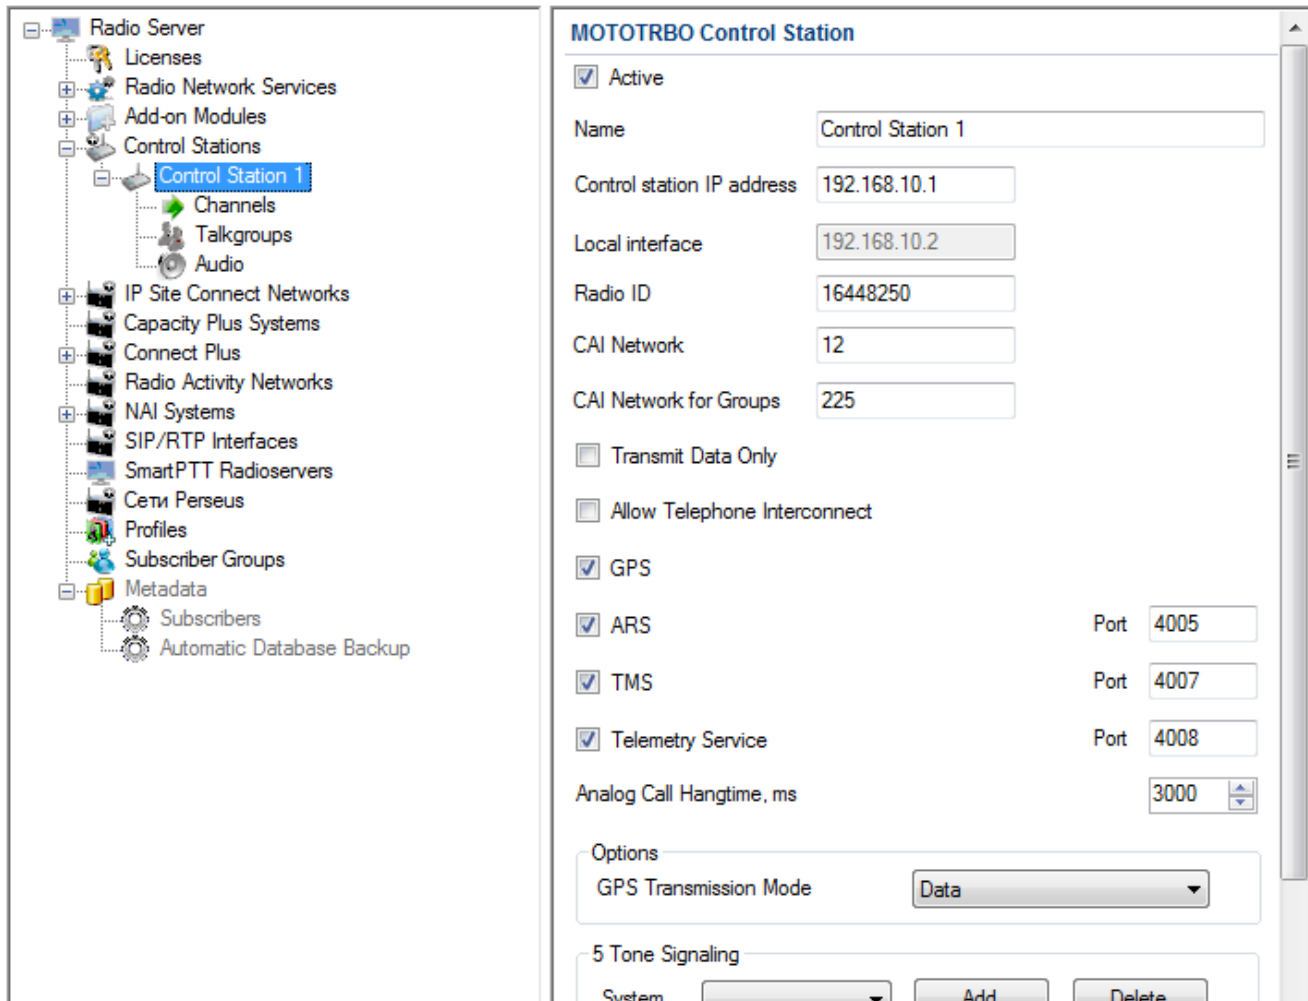 Radio Server
Licenses
Radio Network Services
Add-on Modules
Control Stations
Control Station 1
Channels
Talkgroups
Audio
IP Site Connect Networks
Capacity Plus Systems
Connect Plus
Radio Activity Networks
NAI Systems
SIP/RTP Interfaces
SmartPTT Radioservers
Сети Perseus
Profiles
Subscriber Groups
Metadata
Subscribers
Automatic Database Backup
MOTOTRBO Control Station
Active
Name Control Station 1
Control station IP address 192.168.10.1
Local interface 192.168.10.2
Radio ID 16448250
CAI Network 12
CAI Network for Groups 225
Transmit Data Only
Allow Telephone Interconnect
GPS
ARS Port 4005
TMS Port 4007
Telemetry Service Port 4008
Analog Call Hangtime, ms 3000
Options
GPS Transmission Mode Data
5 Tone Signaling
System Add Delete